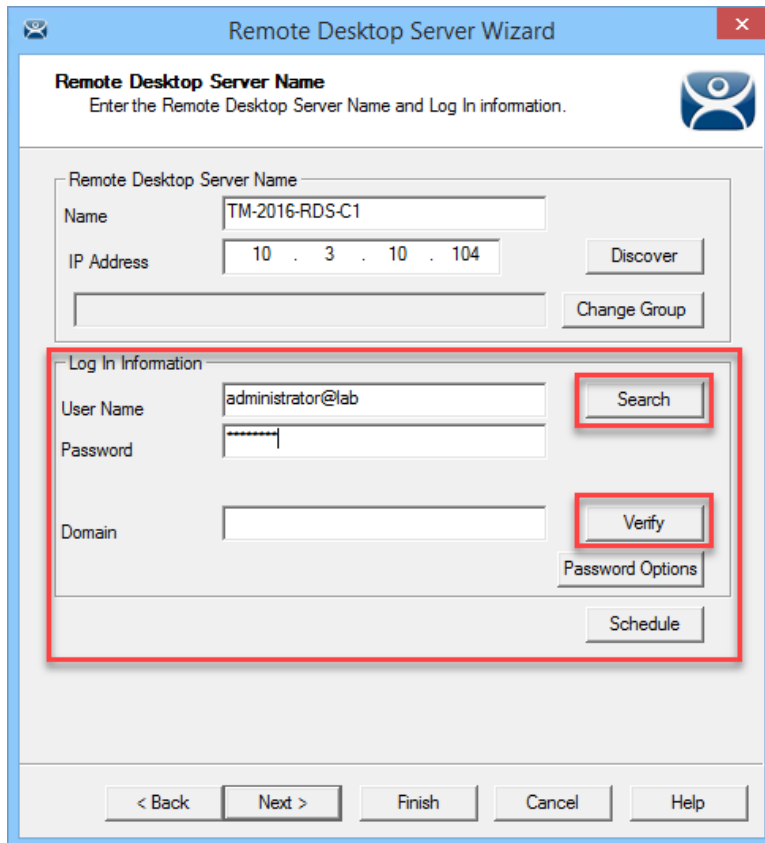 Remote Desktop Server Wizard
Remote Desktop Server Name
Enter the Remote Desktop Server Name and Log In information.
Remote Desktop Server Name
Name TM-2016-RDS-C1
IP Address 10 . 3 . 10 . 104 Discover
Change Group
Log In Information
User Name administrator@lab Search
Password ********
Domain Verify
Password Options
Schedule
< Back Next > Finish Cancel Help